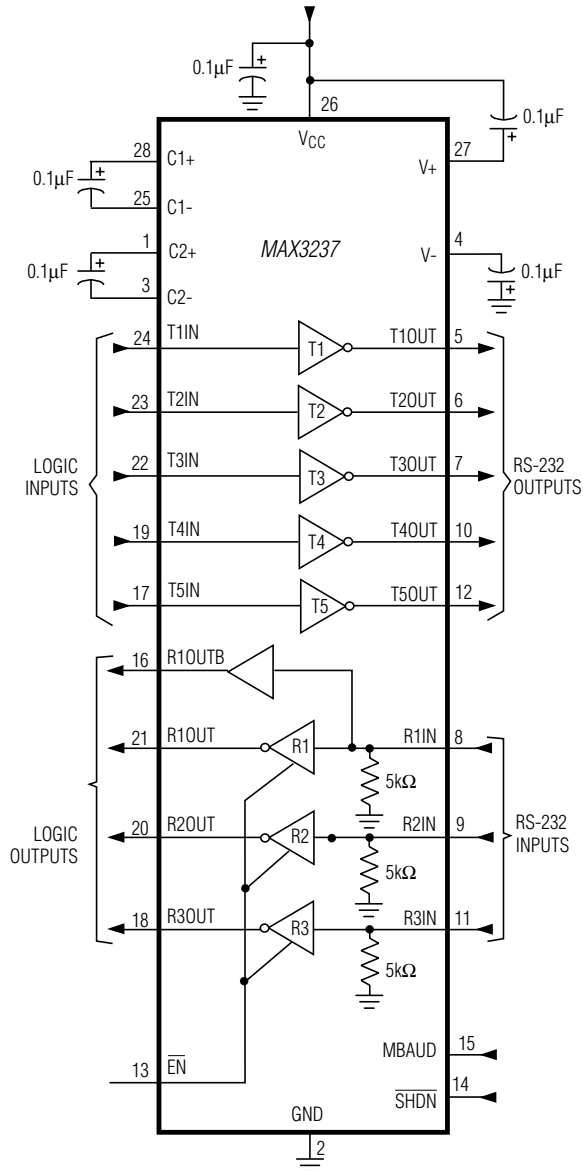 0.1µF
26
VCC
0.1µF
28
C1+
V+
27
0.1µF
25
C1-
1
C2+
MAX3237
V-
4
0.1µF
3
C2-
0.1µF
24
T1IN
T1
T1OUT
5
23
T2IN
T2
T2OUT
6
LOGIC
INPUTS
22
T3IN
T3
T3OUT
7
RS-232
OUTPUTS
19
T4IN
T4
T4OUT
10
17
T5IN
T5
T5OUT
12
16
R1OUTB
21
R1OUT
R1
R1IN
8
5kΩ
LOGIC
OUTPUTS
20
R2OUT
R2
R2IN
9
RS-232
INPUTS
5kΩ
18
R3OUT
R3
R3IN
11
5kΩ
MBAUD
15
13
EN
SHDN
14
GND
2